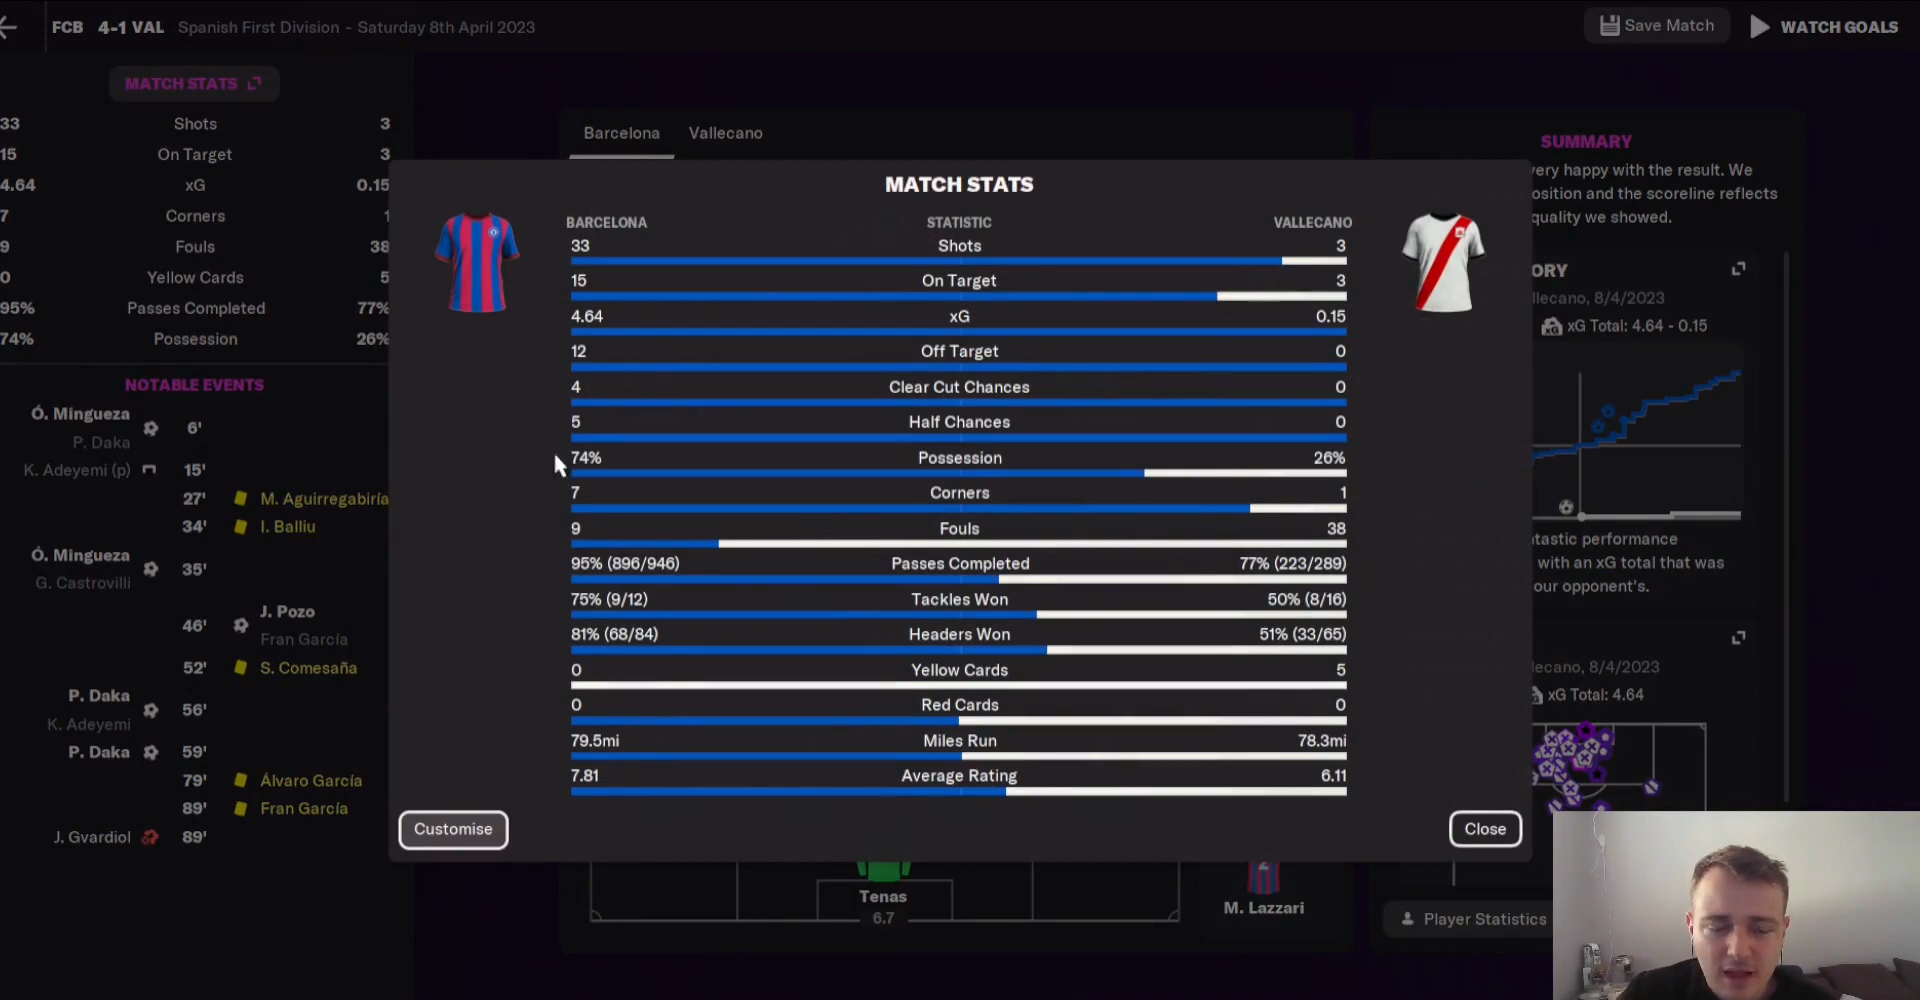 FCB 4-1 VAL Spanish First Division - Saturday 8th April 2023
Save Match
WATCH GOALS
MATCH STATS
33 Shots 3
15 On Target 3
4.64 xG 0.15
7 Corners 1
9 Fouls 38
0 Yellow Cards 5
95% Passes Completed 77%
74% Possession 26%
NOTABLE EVENTS
Ó. Mingueza 6'
P. Daka
K. Adeyemi (p) 15'
27' M. Aguirregabiría
34' I. Balliu
Ó. Mingueza 35'
G. Castrovilli
46' J. Pozo
Fran García
52' S. Comesaña
P. Daka 56'
K. Adeyemi
P. Daka 59'
79' Álvaro García
89' Fran García
J. Gvardiol 89'
Barcelona Vallecano
MATCH STATS
BARCELONA STATISTIC VALLECANO
33 Shots 3
15 On Target 3
4.64 xG 0.15
12 Off Target 0
4 Clear Cut Chances 0
5 Half Chances 0
74% Possession 26%
7 Corners 1
9 Fouls 38
95% (896/946) Passes Completed 77% (223/289)
75% (9/12) Tackles Won 50% (8/16)
81% (68/84) Headers Won 51% (33/65)
0 Yellow Cards 5
0 Red Cards 0
79.5mi Miles Run 78.3mi
7.81 Average Rating 6.11
Customise
Close
Tenas
6.7
2
M. Lazzari
SUMMARY
very happy with the result. We
osition and the scoreline reflects
quality we showed.
ORY
llecano, 8/4/2023
xG Total: 4.64 - 0.15
ntastic performance
with an xG total that was
our opponent's.
llecano, 8/4/2023
xG Total: 4.64
Player Statistics